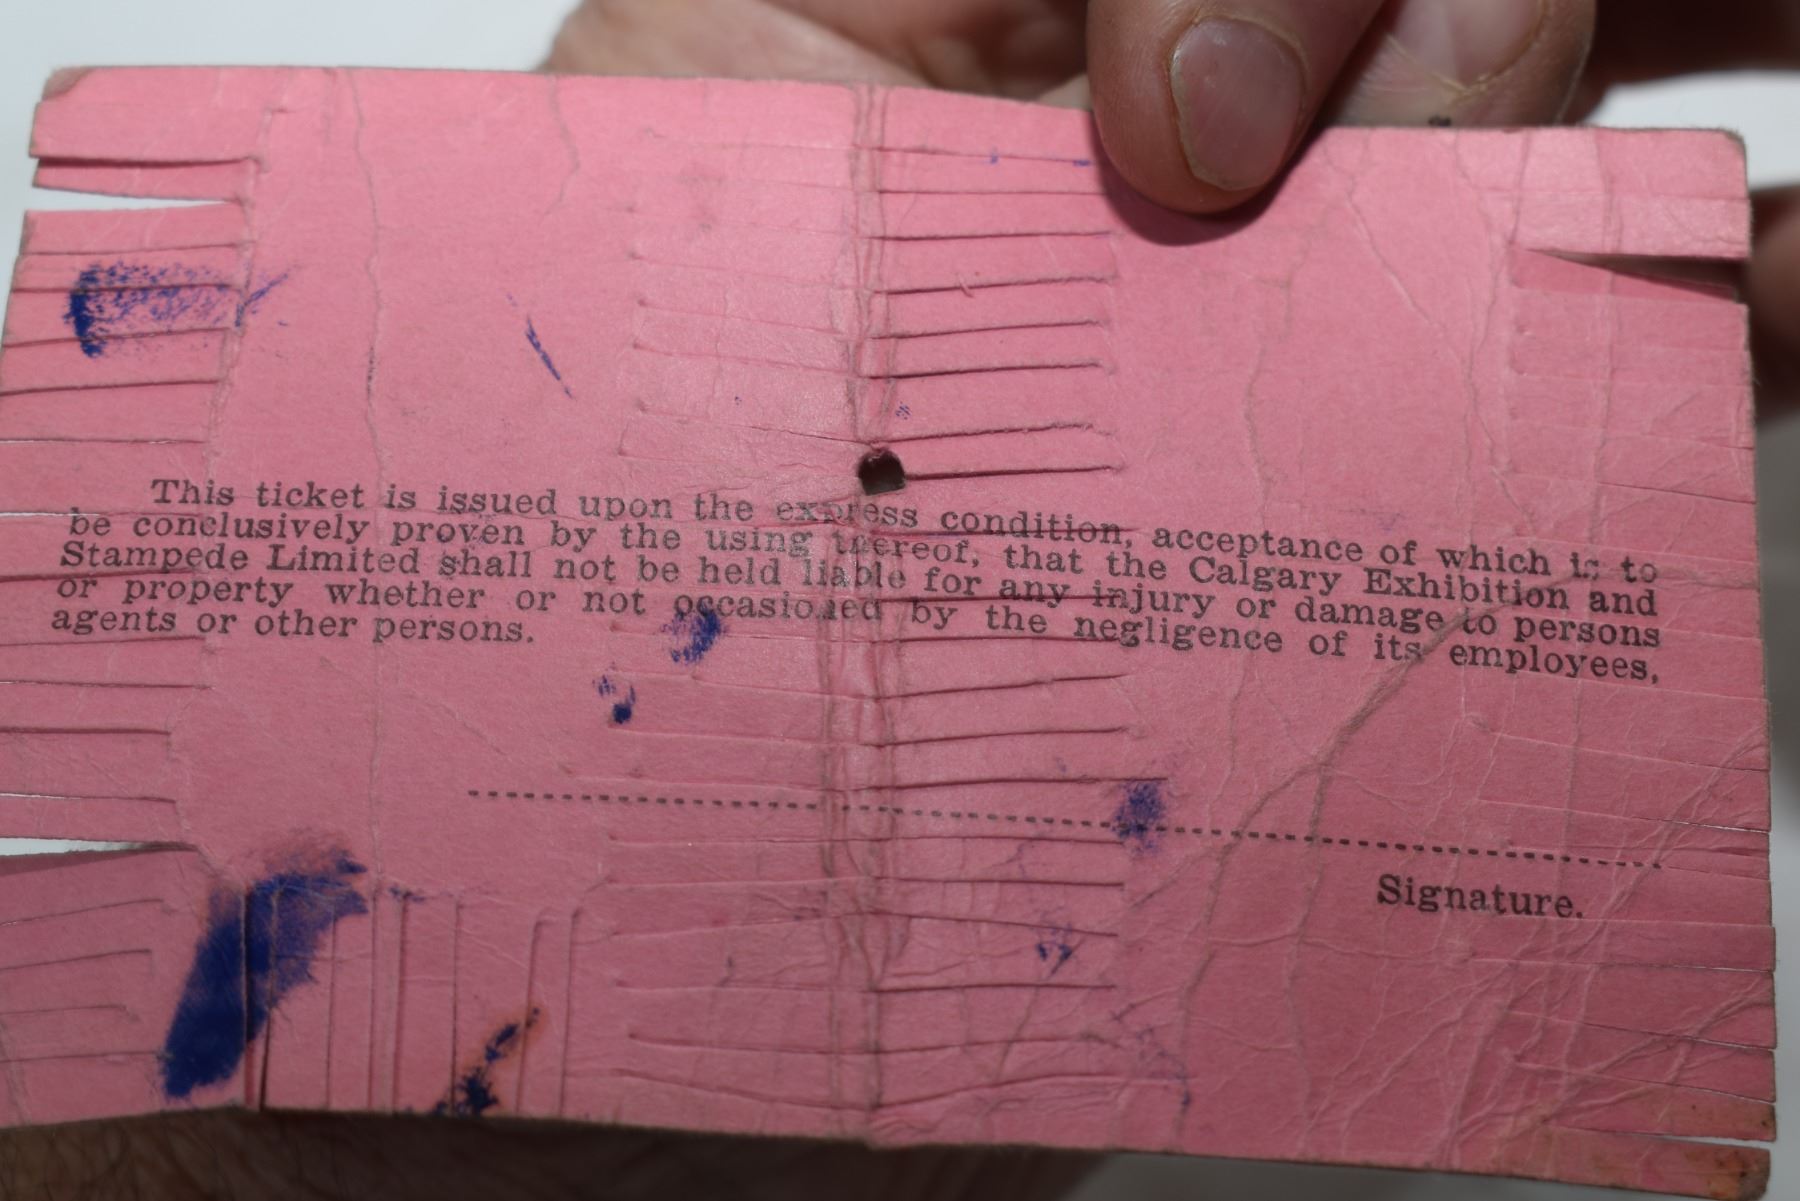 This ticket is issued upon the express condition, acceptance of which is to
be conclusively proven by the using thereof, that the Calgary Exhibition and
Stampede Limited shall not be held liable for any injury or damage to persons
or property whether or not occasioned by the negligence of its employees,
agents or other persons.
Signature.